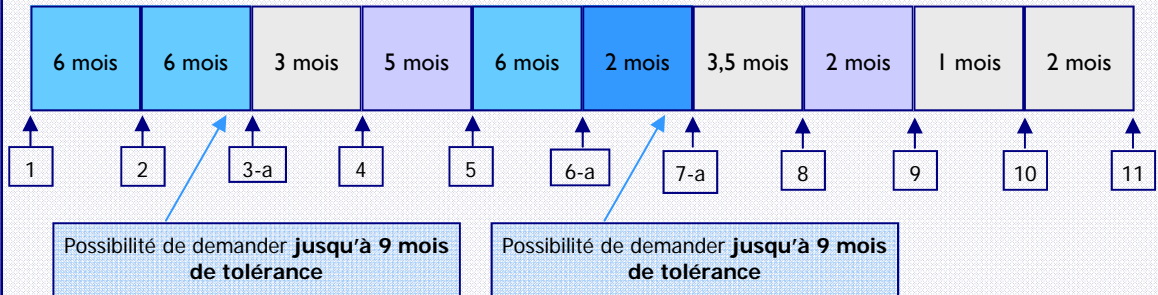 6 mois 6 mois 3 mois 5 mois 6 mois 2 mois 3,5 mois 2 mois 1 mois 2 mois
1 2 3-a 4 5 6-a 7-a 8 9 10 11
Possibilité de demander jusqu'à 9 mois
de tolérance
Possibilité de demander jusqu'à 9 mois
de tolérance